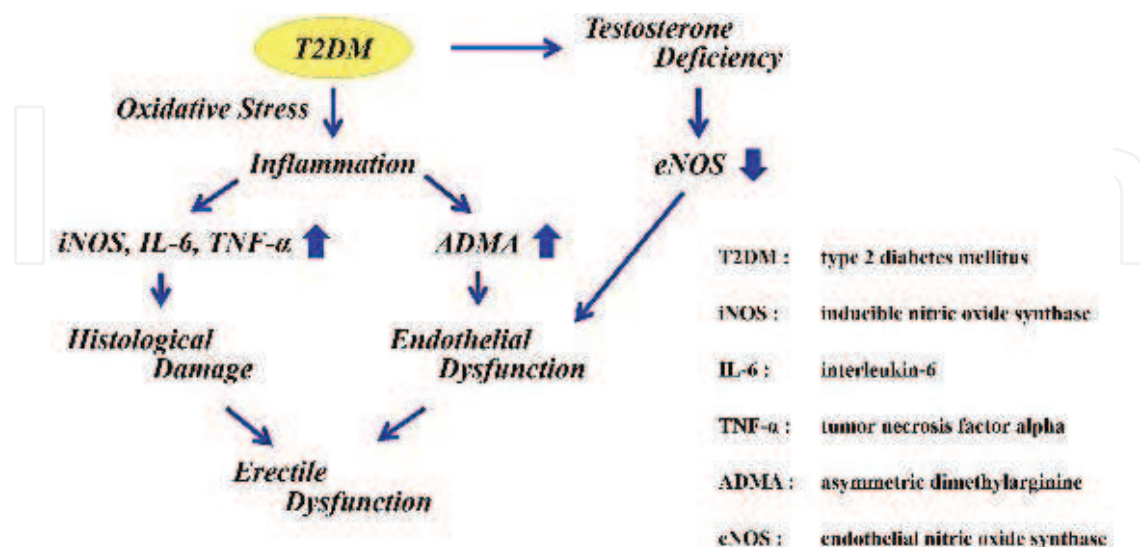 T2DM
Testosterone
Deficiency
Oxidative Stress
Inflammation
eNOS
iNOS, IL-6, TNF-α
ADMA
Histological
Damage
Endothelial
Dysfunction
Erectile
Dysfunction
T2DM : type 2 diabetes mellitus
iNOS : inducible nitric oxide synthase
IL-6 : interleukin-6
TNF-α : tumor necrosis factor alpha
ADMA : asymmetric dimethylarginine
eNOS : endothelial nitric oxide synthase